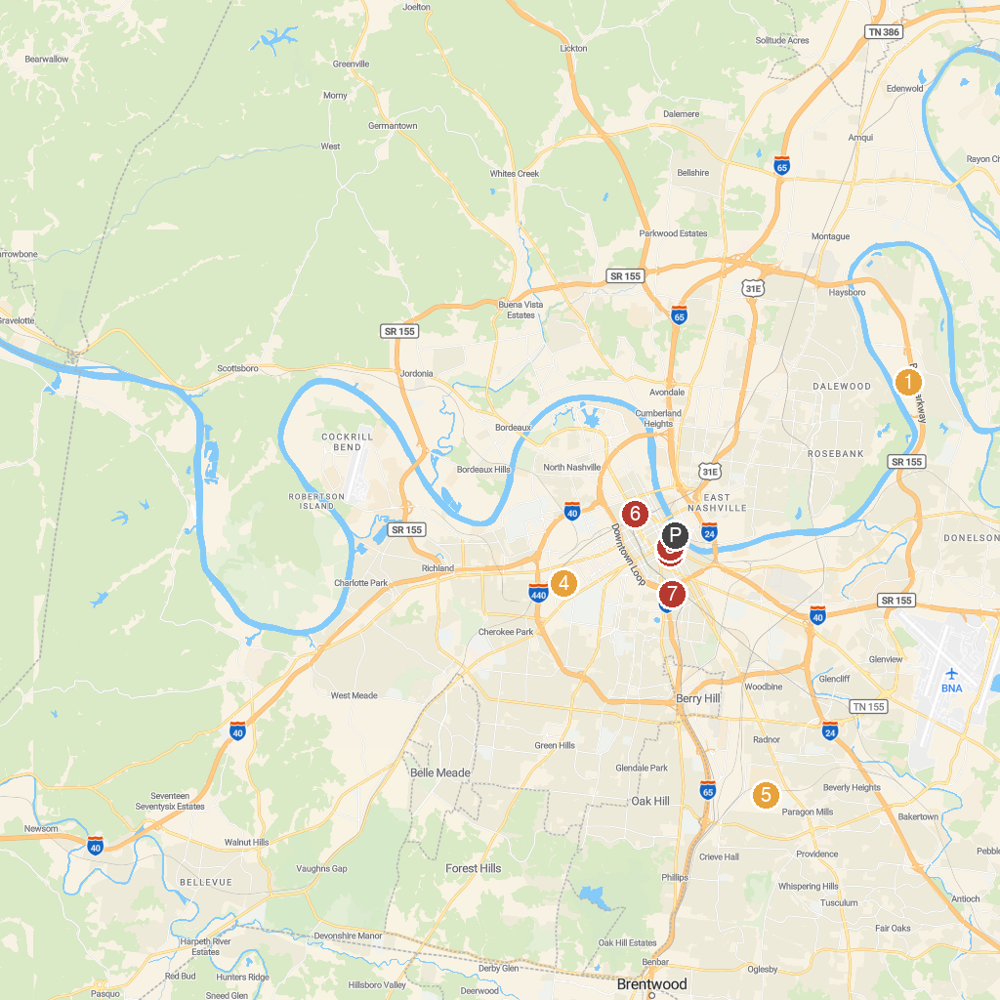 Joelton
Solitude Acres
TN 386
Lickton
Bearwallow
Greenville
Edenwold
Morny
Dalemere
Germantown
Amqui
West
Rayon
Bellshire
65
Whites Creek
Parkwood Estates
Montague
SR 155
31E
Haysboro
Buena Vista
Estates
65
Gravelotte
SR 155
Scottsboro
Jordonia
1
DALEWOOD
Avondale
Cumberland
Heights
Bordeaux
COCKRILL
BEND
ROSEBANK
SR 155
Bordeaux Hills
North Nashville
31E
ROBERTSON
ISLAND
EAST
NASHVILLE
40
6
SR 155
P
24
DONELSON
Downtown Loop
Richland
Charlotte Park
4
440
7
SR 155
40
Cherokee Park
Glenview
Glencliff
BNA
Woodbine
West Meade
Berry Hill
TN 155
40
24
Radnor
Green Hills
Glendale Park
Belle Meade
65
Beverly Heights
5
Seventeen
Seventysix Estates
Oak Hill
Paragon Mills
Bakertown
Newsom
Walnut Hills
40
Providence
Crieve Hall
Vaughns Gap
Forest Hills
Phillips
BELLEVUE
Whispering Hills
Antioch
Tusculum
Fair Oaks
Devonshire Manor
Harpeth River
Estates
Oak Hill Estates
Benbar
Derby Glen
Oglesby
Red Bud
Hunters Ridge
Hillsboro Valley
Brentwood
Deerwood
Pasquo
Sneed Glen